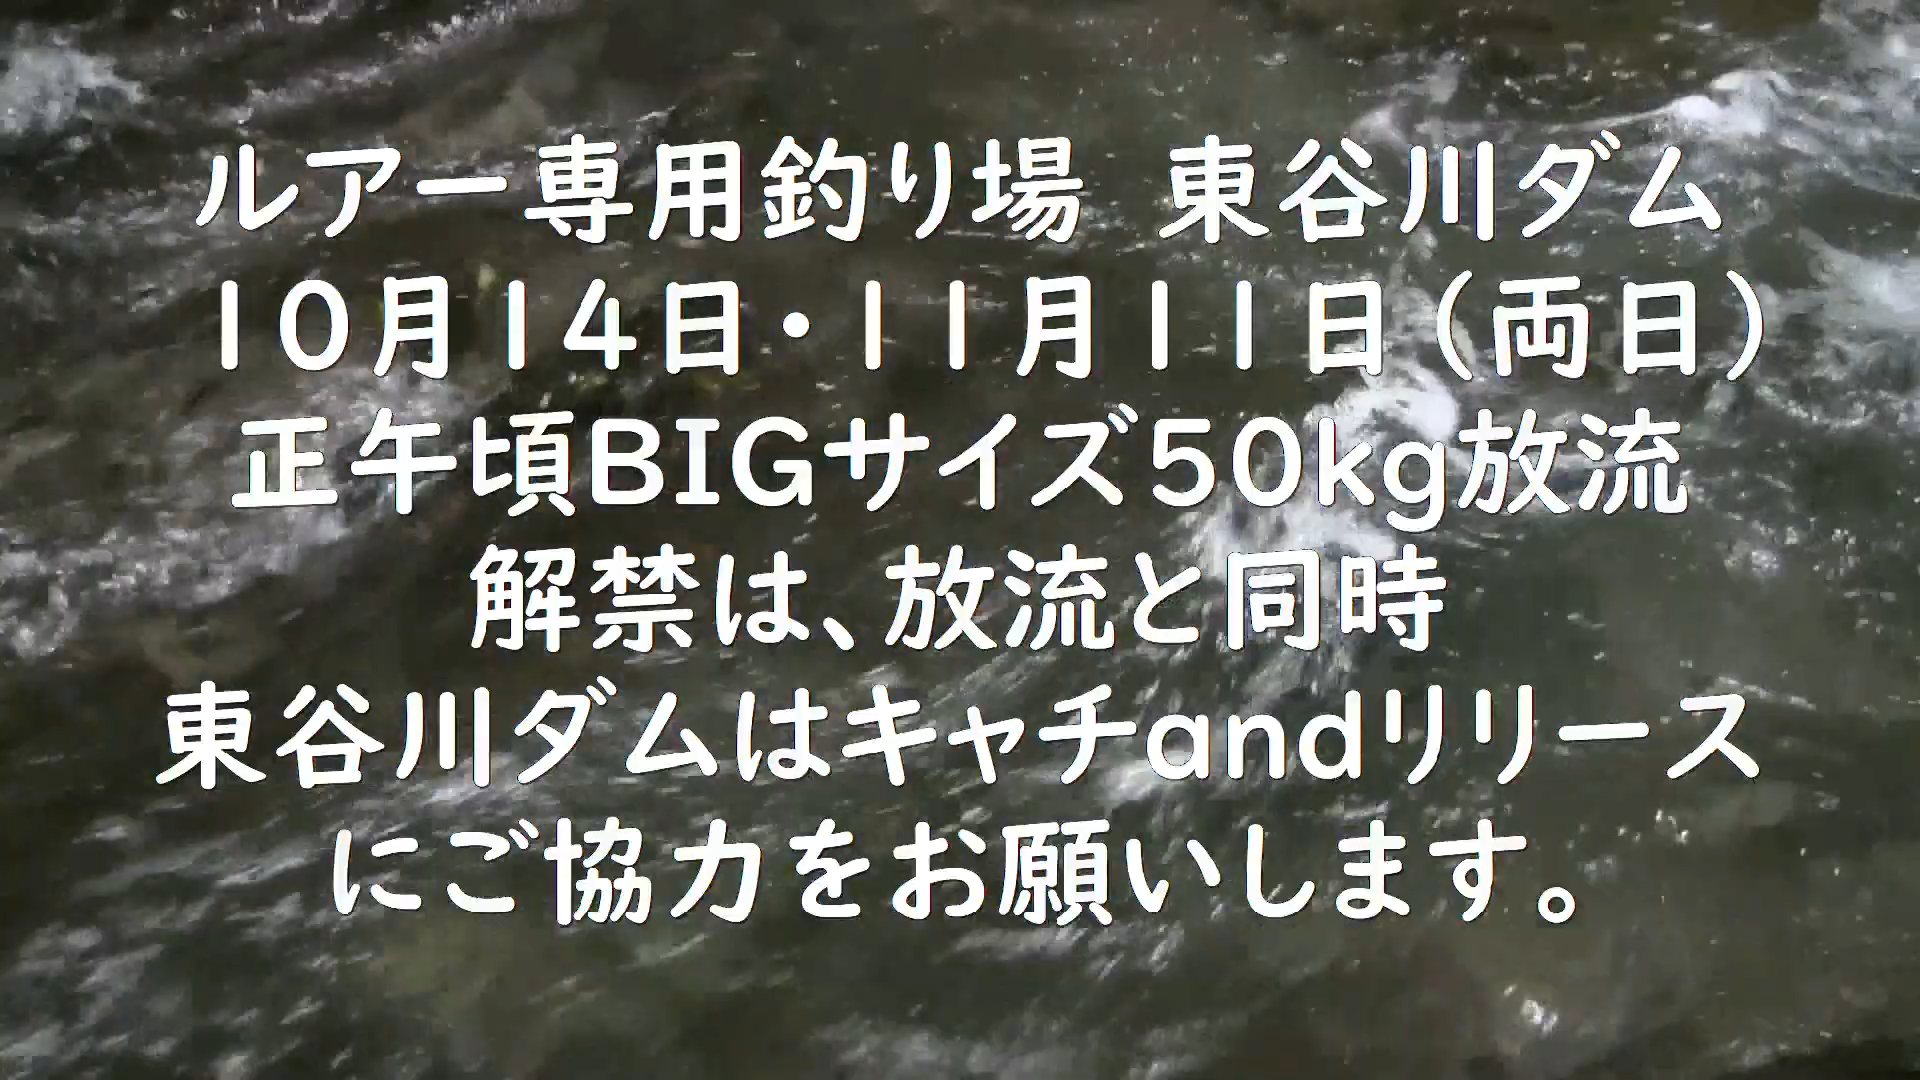 ルアー専用釣り場　東谷川ダム
１０月１４日・１１月１１日（両日）
正午頃BIGサイズ５０kg放流
解禁は、放流と同時
東谷川ダムはキャチandリリース
にご協力をお願いします。